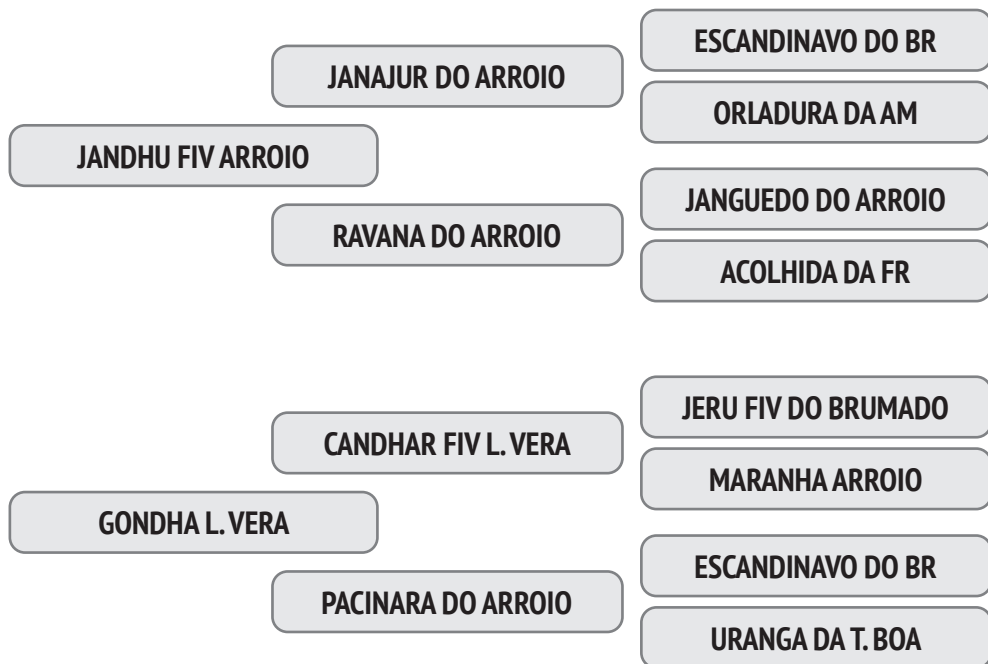 ESCANDINAVO DO BR
JANAJUR DO ARROIO
ORLADURA DA AM
JANDHU FIV ARROIO
JANGUEDO DO ARROIO
RAVANA DO ARROIO
ACOLHIDA DA FR
JERU FIV DO BRUMADO
CANDHAR FIV L. VERA
MARANHA ARROIO
GONDHA L. VERA
ESCANDINAVO DO BR
PACINARA DO ARROIO
URANGA DA T. BOA